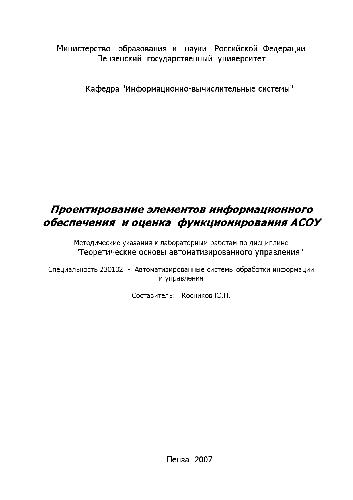 Министерство образования и науки Российской Федерации
Пензенский государственный университет
Кафедра "Информационно-вычислительные системы"
Проектирование элементов информационного
обеспечения и оценка функционирования АСОУ
Методические указания к лабораторным работам по дисциплине
"Теоретические основы автоматизированного управления"
Специальность 230102 - Автоматизированные системы обработки информации
и управления
Составитель: Косников Ю.Н.
Пенза 2007